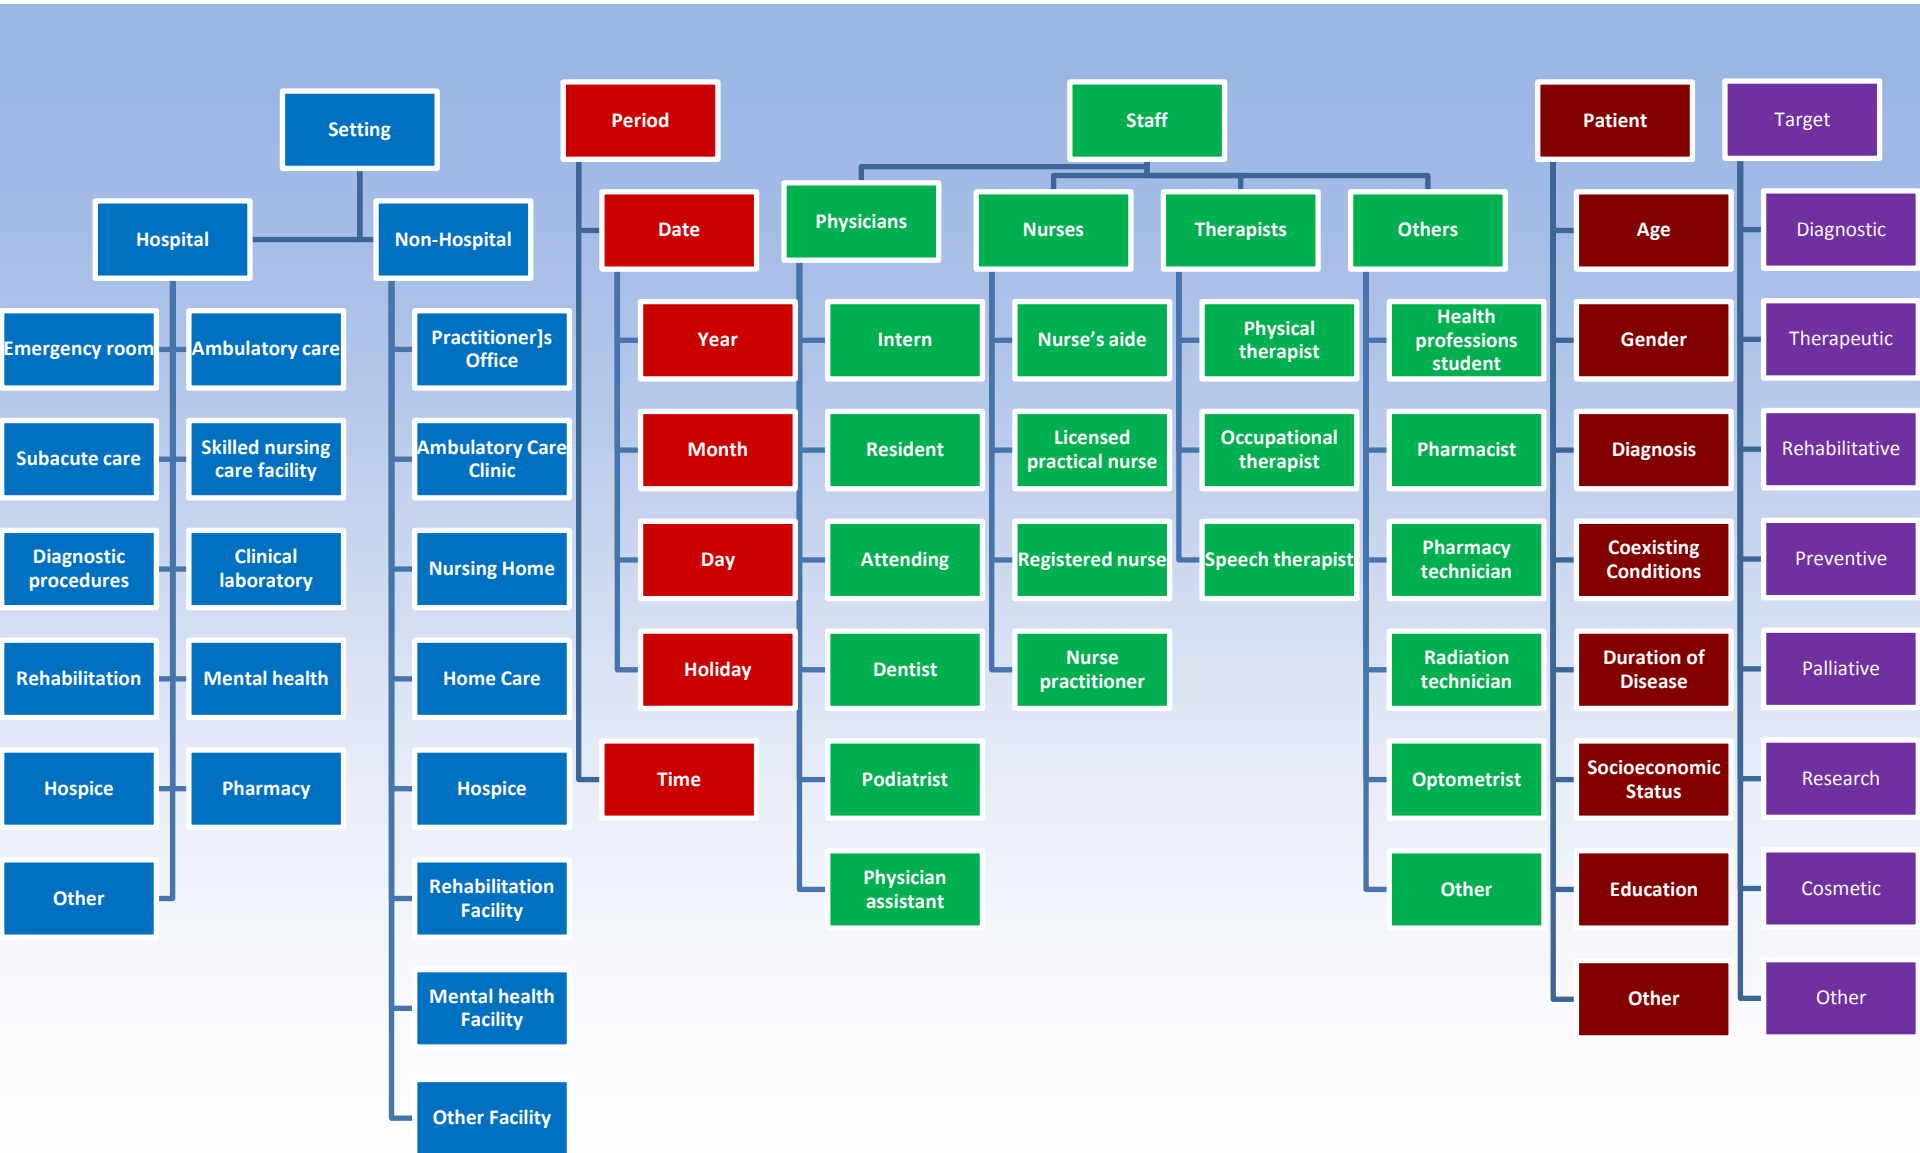 Setting
Period
Staff
Patient
Target
Hospital
Non-Hospital
Emergency room
Ambulatory care
Subacute care
Skilled nursing
care facility
Diagnostic
procedures
Clinical
laboratory
Rehabilitation
Mental health
Hospice
Pharmacy
Other
Practitioner]s
Office
Ambulatory Care
Clinic
Nursing Home
Home Care
Hospice
Rehabilitation
Facility
Mental health
Facility
Other Facility
Date
Year
Month
Day
Holiday
Time
Physicians
Intern
Resident
Attending
Dentist
Podiatrist
Physician
assistant
Nurses
Nurse’s aide
Licensed
practical nurse
Registered nurse
Nurse
practitioner
Therapists
Physical
therapist
Occupational
therapist
Speech therapist
Others
Health
professions
student
Pharmacist
Pharmacy
technician
Radiation
technician
Optometrist
Other
Age
Gender
Diagnosis
Coexisting
Conditions
Duration of
Disease
Socioeconomic
Status
Education
Other
Diagnostic
Therapeutic
Rehabilitative
Preventive
Palliative
Research
Cosmetic
Other